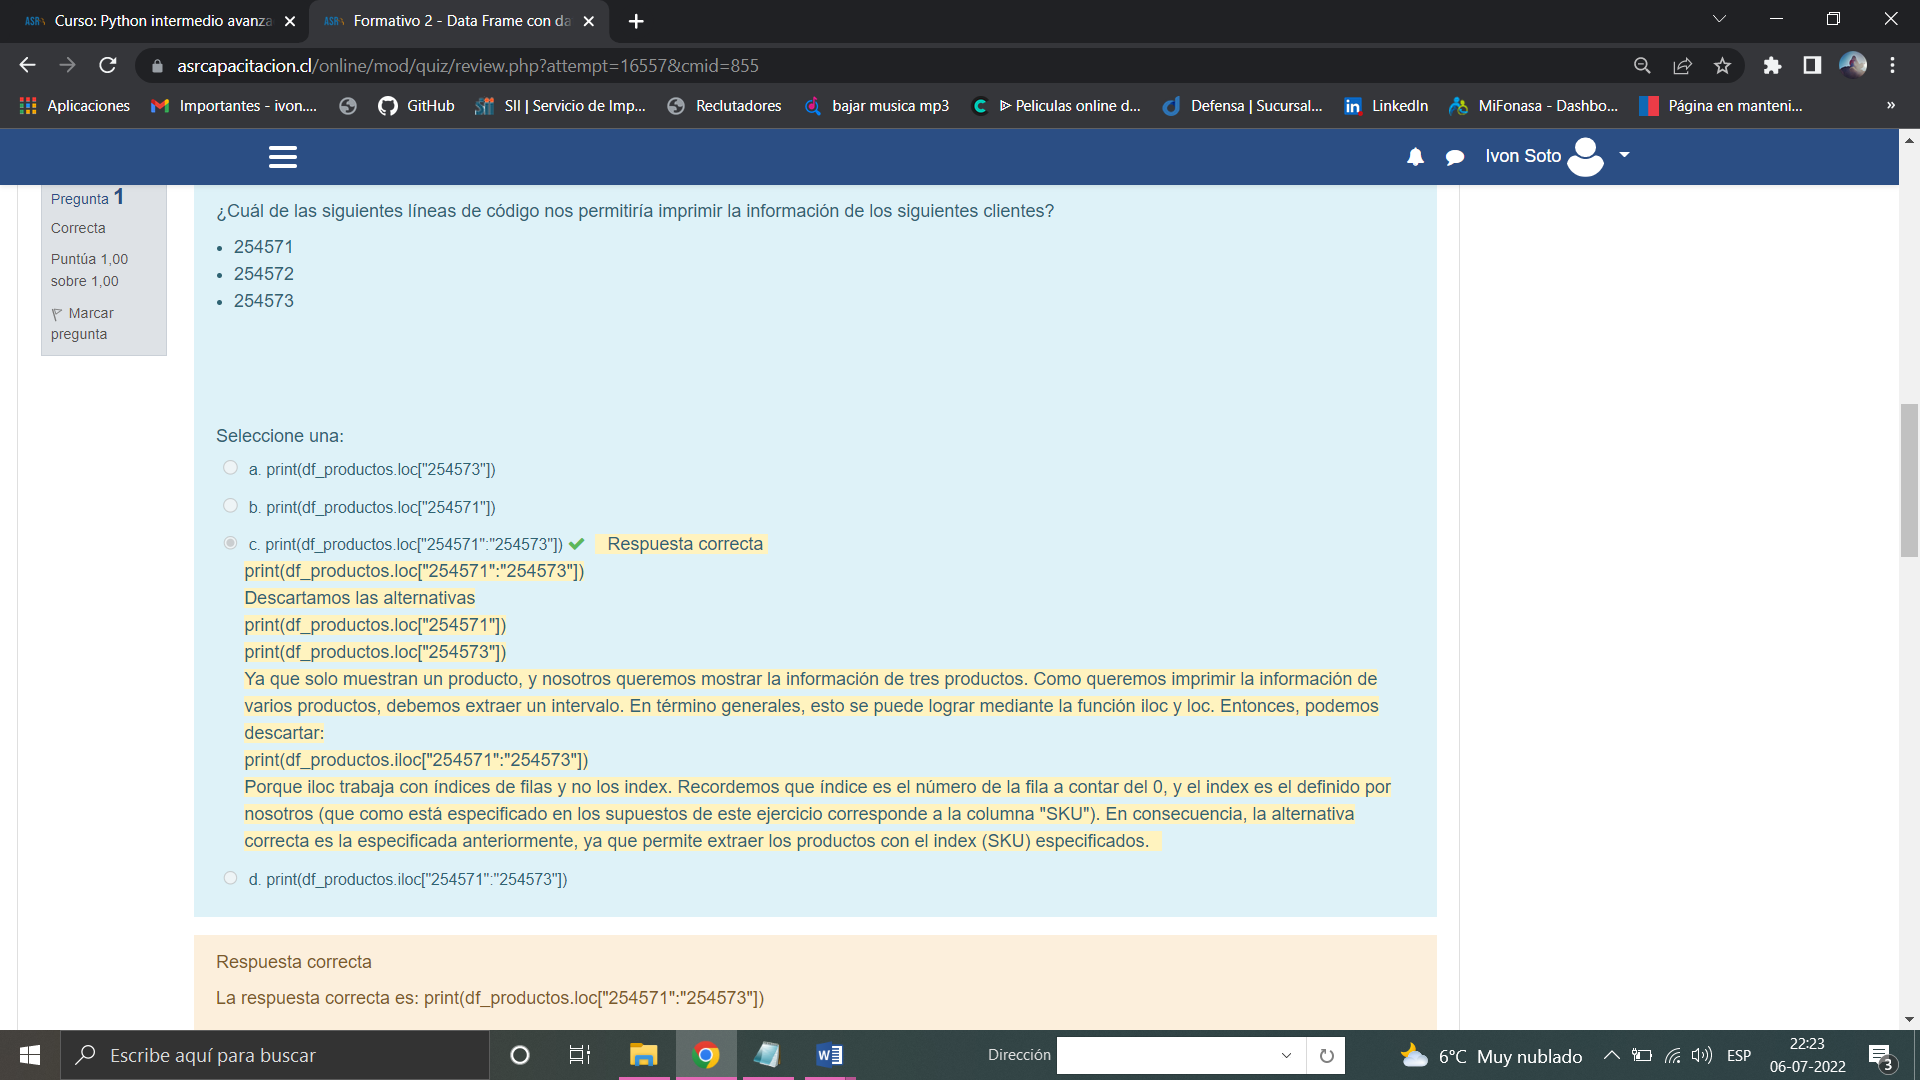 ASR Curso: Python intermedio avanza
ASR Formativo 2 - Data Frame con da
asrcapacitacion.cl/online/mod/quiz/review.php?attempt=16557&cmid=855
Aplicaciones
Importantes - ivon....
GitHub
SII | Servicio de Imp...
Reclutadores
bajar musica mp3
ᐅ Peliculas online d...
Defensa | Sucursal...
LinkedIn
MiFonasa - Dashbo...
Página en manteni...
»
Ivon Soto
Pregunta 1
Correcta
Puntúa 1,00
sobre 1,00
Marcar
pregunta
¿Cuál de las siguientes líneas de código nos permitiría imprimir la información de los siguientes clientes?
• 254571
• 254572
• 254573
Seleccione una:
a. print(df_productos.loc["254573"])
b. print(df_productos.loc["254571"])
c. print(df_productos.loc["254571":"254573"]) ✔ Respuesta correcta
print(df_productos.loc["254571":"254573"])
Descartamos las alternativas
print(df_productos.loc["254571"])
print(df_productos.loc["254573"])
Ya que solo muestran un producto, y nosotros queremos mostrar la información de tres productos. Como queremos imprimir la información de
varios productos, debemos extraer un intervalo. En término generales, esto se puede lograr mediante la función iloc y loc. Entonces, podemos
descartar:
print(df_productos.iloc["254571":"254573"])
Porque iloc trabaja con índices de filas y no los index. Recordemos que índice es el número de la fila a contar del 0, y el index es el definido por
nosotros (que como está especificado en los supuestos de este ejercicio corresponde a la columna "SKU"). En consecuencia, la alternativa
correcta es la especificada anteriormente, ya que permite extraer los productos con el index (SKU) especificados.
d. print(df_productos.iloc["254571":"254573"])
Respuesta correcta
La respuesta correcta es: print(df_productos.loc["254571":"254573"])
Escribe aquí para buscar
Dirección
6°C Muy nublado
ESP
22:23
06-07-2022
3